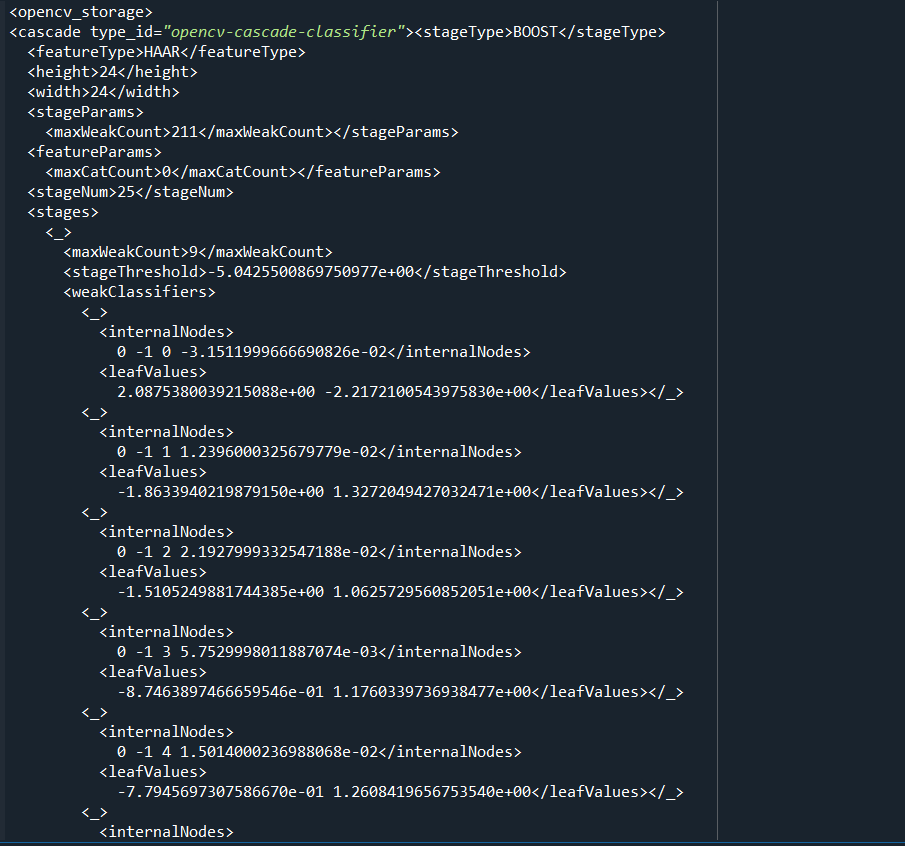 <opencv_storage>
<cascade type_id="opencv-cascade-classifier"><stageType>BOOST</stageType>
<featureType>HAAR</featureType>
<height>24</height>
<width>24</width>
<stageParams>
<maxWeakCount>211</maxWeakCount></stageParams>
<featureParams>
<maxCatCount>0</maxCatCount></featureParams>
<stageNum>25</stageNum>
<stages>
<_>
<maxWeakCount>9</maxWeakCount>
<stageThreshold>-5.0425500869750977e+00</stageThreshold>
<weakClassifiers>
<_>
<internalNodes>
0 -1 0 -3.1511999666690826e-02</internalNodes>
<leafValues>
2.0875380039215088e+00 -2.2172100543975830e+00</leafValues></_>
<_>
<internalNodes>
0 -1 1 1.2396000325679779e-02</internalNodes>
<leafValues>
-1.8633940219879150e+00 1.3272049427032471e+00</leafValues></_>
<_>
<internalNodes>
0 -1 2 2.1927999332547188e-02</internalNodes>
<leafValues>
-1.5105249881744385e+00 1.0625729560852051e+00</leafValues></_>
<_>
<internalNodes>
0 -1 3 5.7529998011887074e-03</internalNodes>
<leafValues>
-8.7463897466659546e-01 1.1760339736938477e+00</leafValues></_>
<_>
<internalNodes>
0 -1 4 1.5014000236988068e-02</internalNodes>
<leafValues>
-7.7945697307586670e-01 1.2608419656753540e+00</leafValues></_>
<_>
<internalNodes>